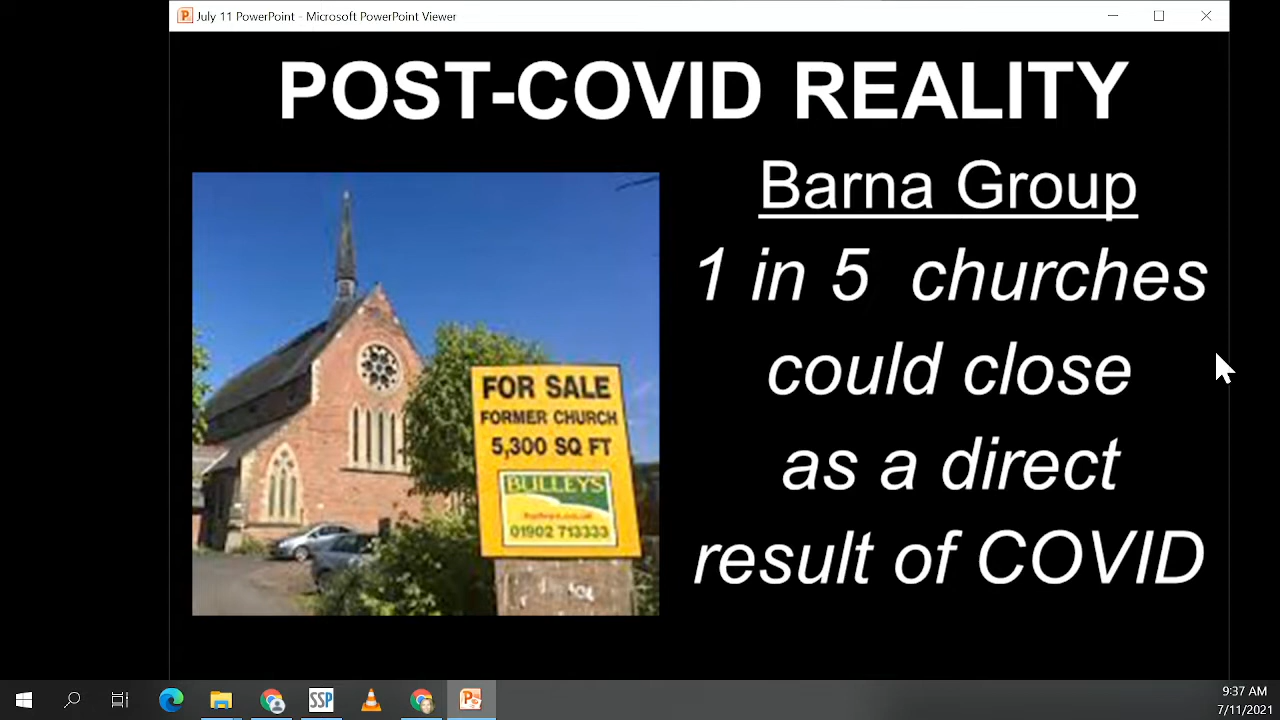 July 11 PowerPoint - Microsoft PowerPoint Viewer
POST-COVID REALITY
Barna Group
1 in 5 churches
could close
as a direct
result of COVID
FOR SALE
FORMER CHURCH
5,300 SQ FT
BULLEYS
01902 713333
SSP
9:37 AM
7/11/2021